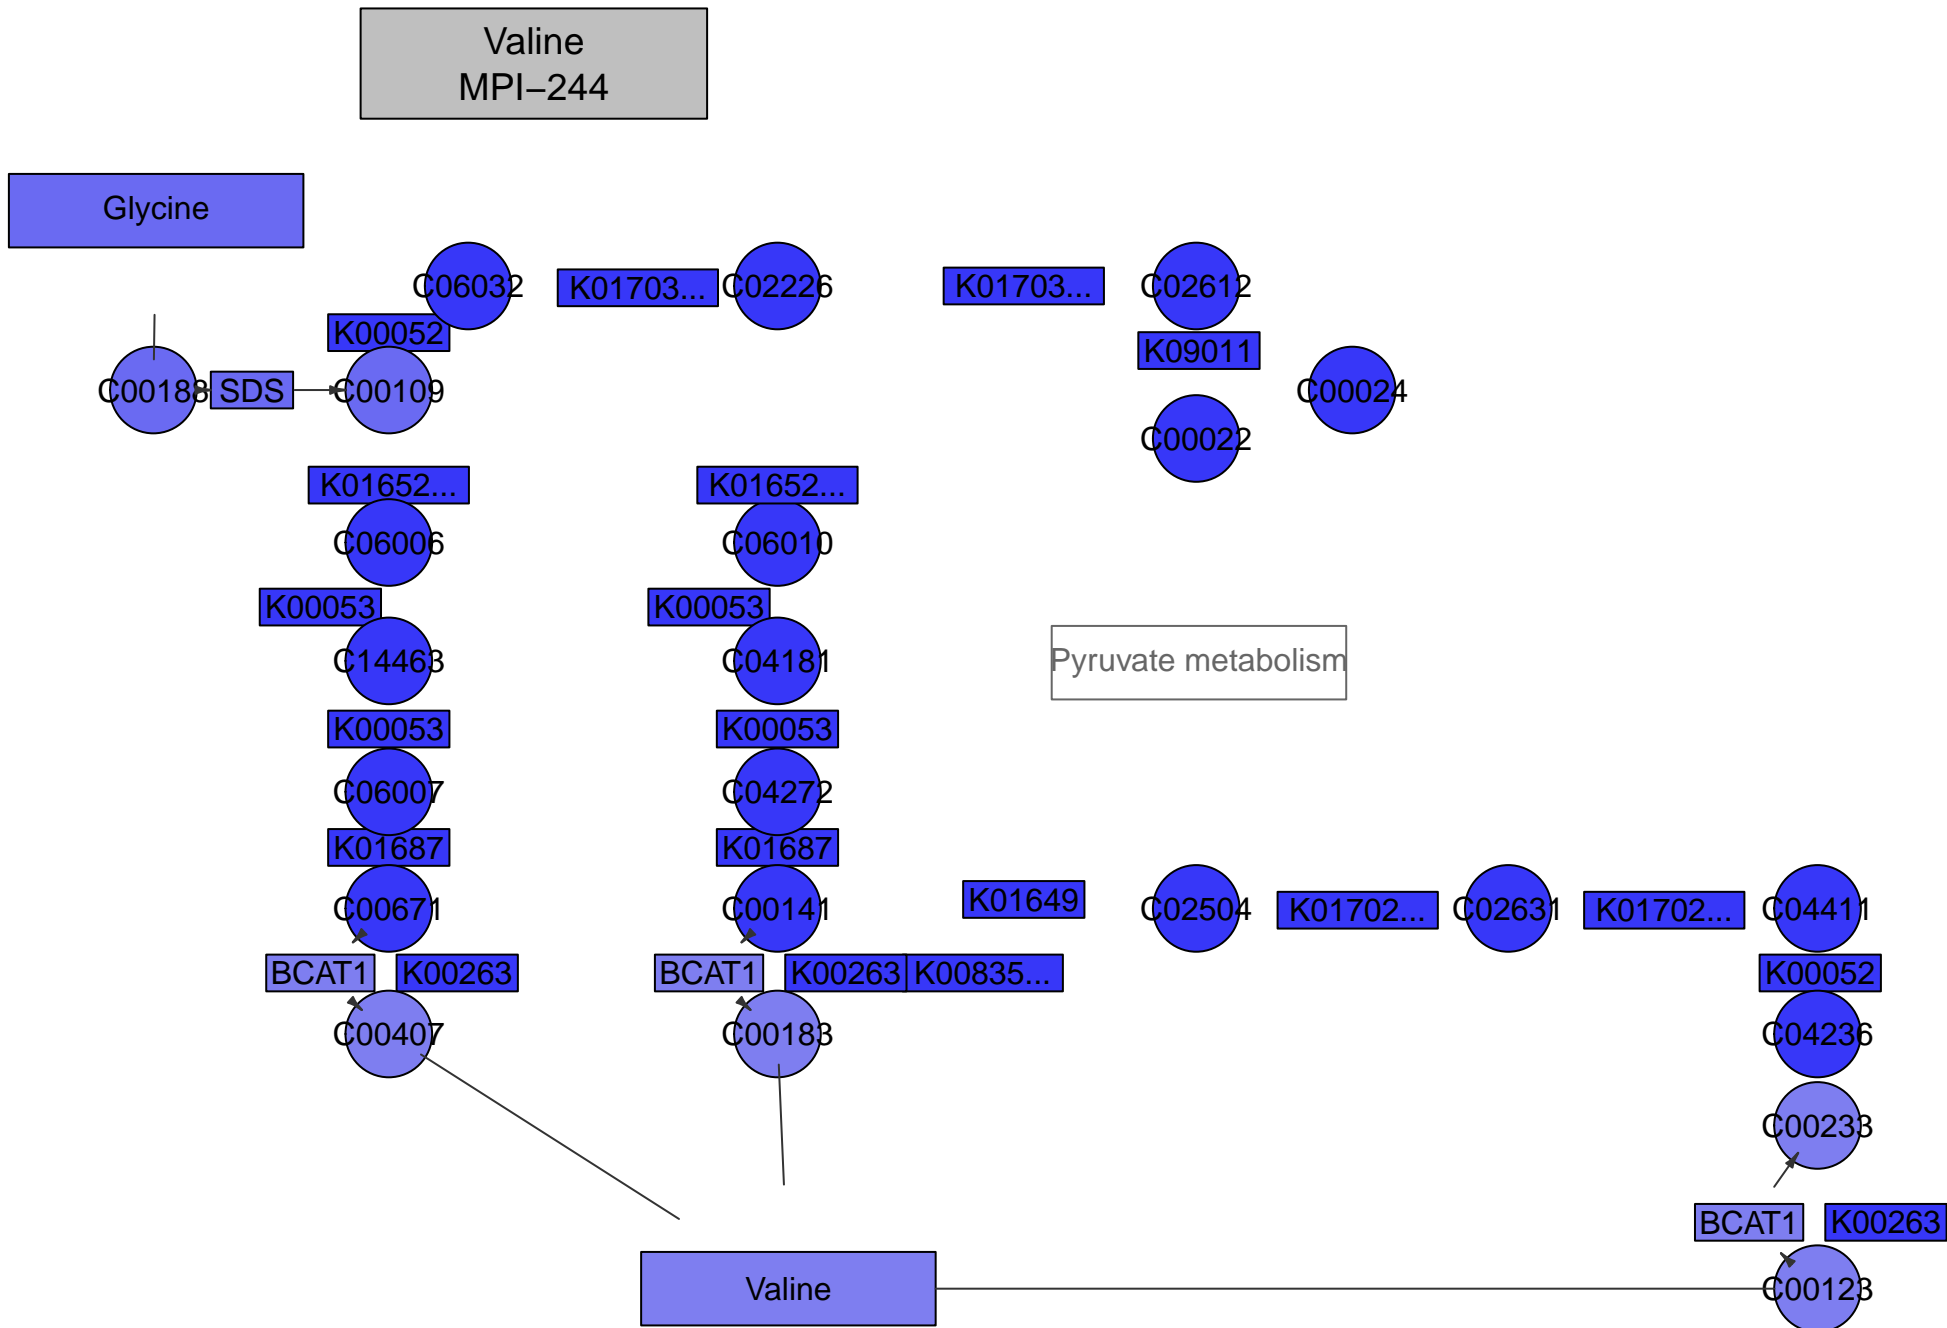 Valine
MPI−244
Glycine
C06032
K01703...
C02226
K01703...
C02612
K00052
K09011
C00188
SDS
C00109
C00024
C00022
K01652...
K01652...
C06006
C06010
K00053
K00053
C14463
C04181
Pyruvate metabolism
K00053
K00053
C06007
C04272
K01687
K01687
C00671
C00141
K01649
C02504
K01702...
C02631
K01702...
C04411
BCAT1
K00263
BCAT1
K00263
K00835...
K00052
C00407
C00183
C04236
C00233
BCAT1
K00263
Valine
C00123